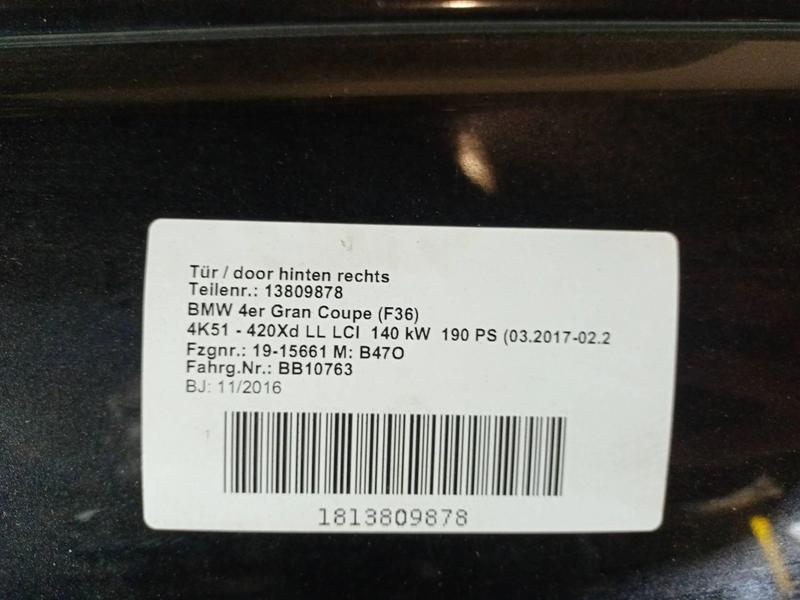 Tür / door hinten rechts
Teilenr.: 13809878
BMW 4er Gran Coupe (F36)
4K51 - 420Xd LL LCI 140 kW 190 PS (03.2017-02.2
Fzgnr.: 19-15661 M: B47O
Fahrg.Nr.: BB10763
BJ: 11/2016
1813809878